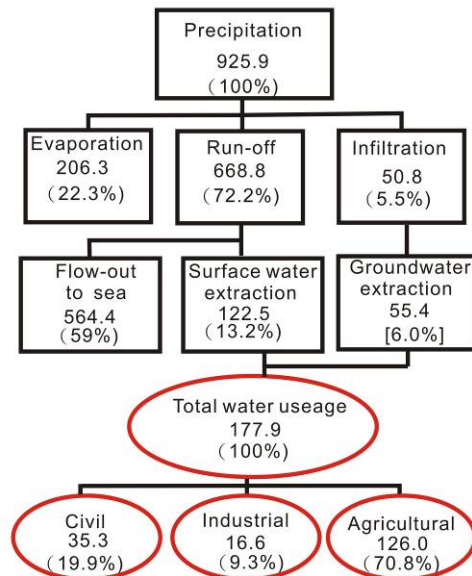 Precipitation
925.9
(100%)
Evaporation
206.3
(22.3%)
Run-off
668.8
(72.2%)
Infiltration
50.8
(5.5%)
Flow-out
to sea
564.4
(59%)
Surface water
extraction
122.5
(13.2%)
Groundwater
extraction
55.4
[6.0%]
Total water useage
177.9
(100%)
Civil
35.3
(19.9%)
Industrial
16.6
(9.3%)
Agricultural
126.0
(70.8%)